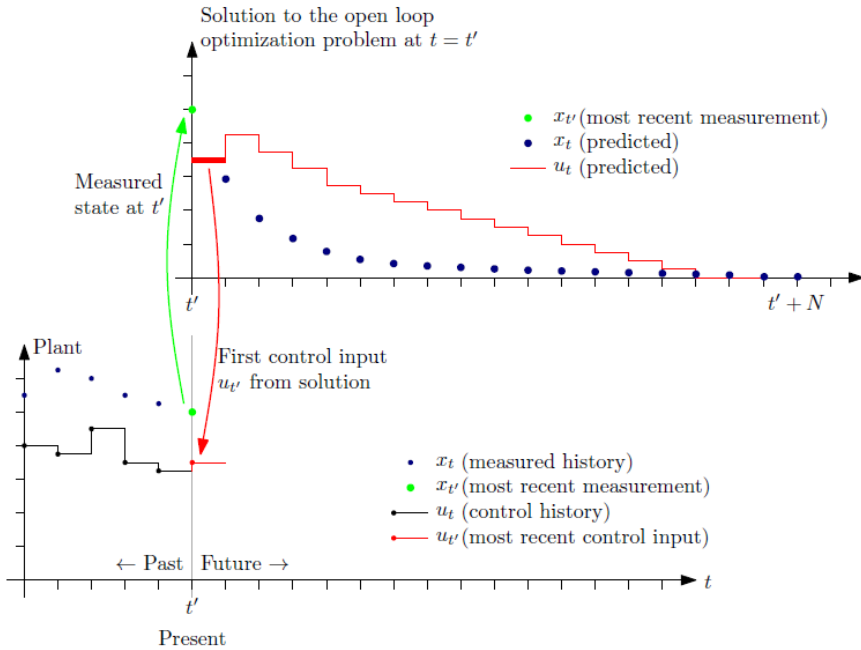 Solution to the open loop
optimization problem at t = t′
x_{t′}(most recent measurement)
x_t (predicted)
u_t (predicted)
Measured
state at t′
t′
t′ + N
Plant
First control input
u_{t′} from solution
x_t (measured history)
x_{t′}(most recent measurement)
u_t (control history)
u_{t′}(most recent control input)
← Past Future →
t
t′
Present